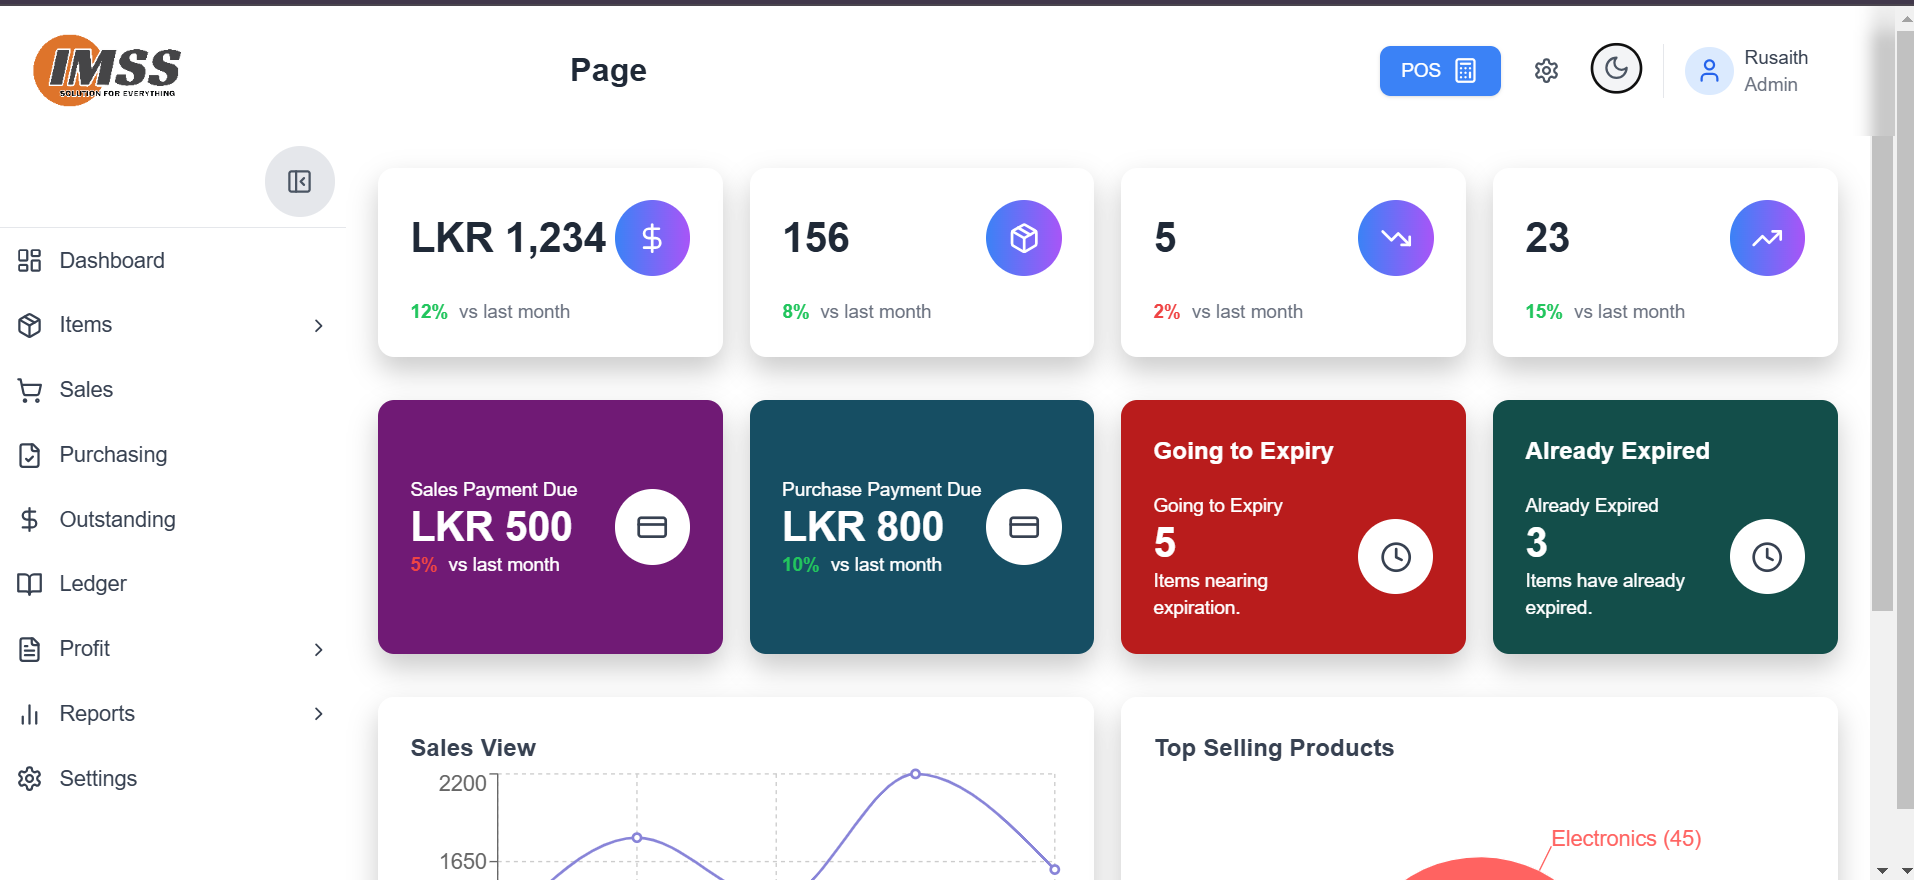 IMSS
SOLUTION FOR EVERYTHING
Page
POS
Rusaith
Admin
Dashboard
Items
Sales
Purchasing
Outstanding
Ledger
Profit
Reports
Settings
LKR 1,234
12% vs last month
156
8% vs last month
5
2% vs last month
23
15% vs last month
Sales Payment Due
LKR 500
5% vs last month
Purchase Payment Due
LKR 800
10% vs last month
Going to Expiry
Going to Expiry
5
Items nearing
expiration.
Already Expired
Already Expired
3
Items have already
expired.
Sales View
2200
1650
Top Selling Products
Electronics (45)